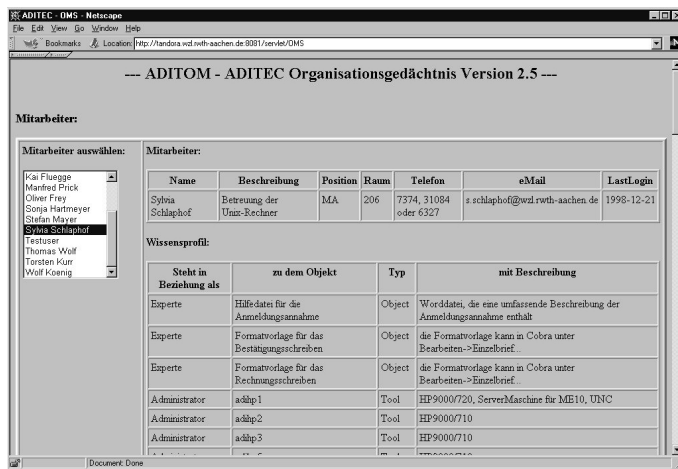 ADITEC - OMS - Netscape
File Edit View Go Window Help
Bookmarks Location: http://tandora.wzl.rwth-aachen.de:8081/servlet/OMS
--- ADITOM - ADITEC Organisationsgedächtnis Version 2.5 ---
Mitarbeiter:
Mitarbeiter auswählen:
Kai Fluegge
Manfred Prick
Oliver Frey
Sonja Hartmeyer
Stefan Mayer
Sylvia Schlaphof
Testuser
Thomas Wolf
Torsten Kurr
Wolf Koenig
Mitarbeiter:
Name Beschreibung Position Raum Telefon eMail LastLogin
Sylvia Betreuung der MA 206 7374, 31084 s.schlaphof@wzl.rwth-aachen.de 1998-12-21
Schlaphof Unix-Rechner oder 6327
Wissensprofil:
Steht in zu dem Objekt Typ mit Beschreibung
Beziehung als
Experte Hilfedatei für die Object Worddatei, die eine umfassende Beschreibung der
Anmeldungsannahme Anmeldungsannahme enthält
Experte Formatvorlage für das Object die Formatvorlage kann in Cobra unter
Bestätigungsschreiben Bearbeiten->Einzelbrief...
Experte Formatvorlage für das Object die Formatvorlage kann in Cobra unter
Rechnungsschreiben Bearbeiten->Einzelbrief...
Administrator adihp1 Tool HP9000/720, ServerMaschine für ME10, UNC
Administrator adihp2 Tool HP9000/710
Administrator adihp3 Tool HP9000/710
Document: Done